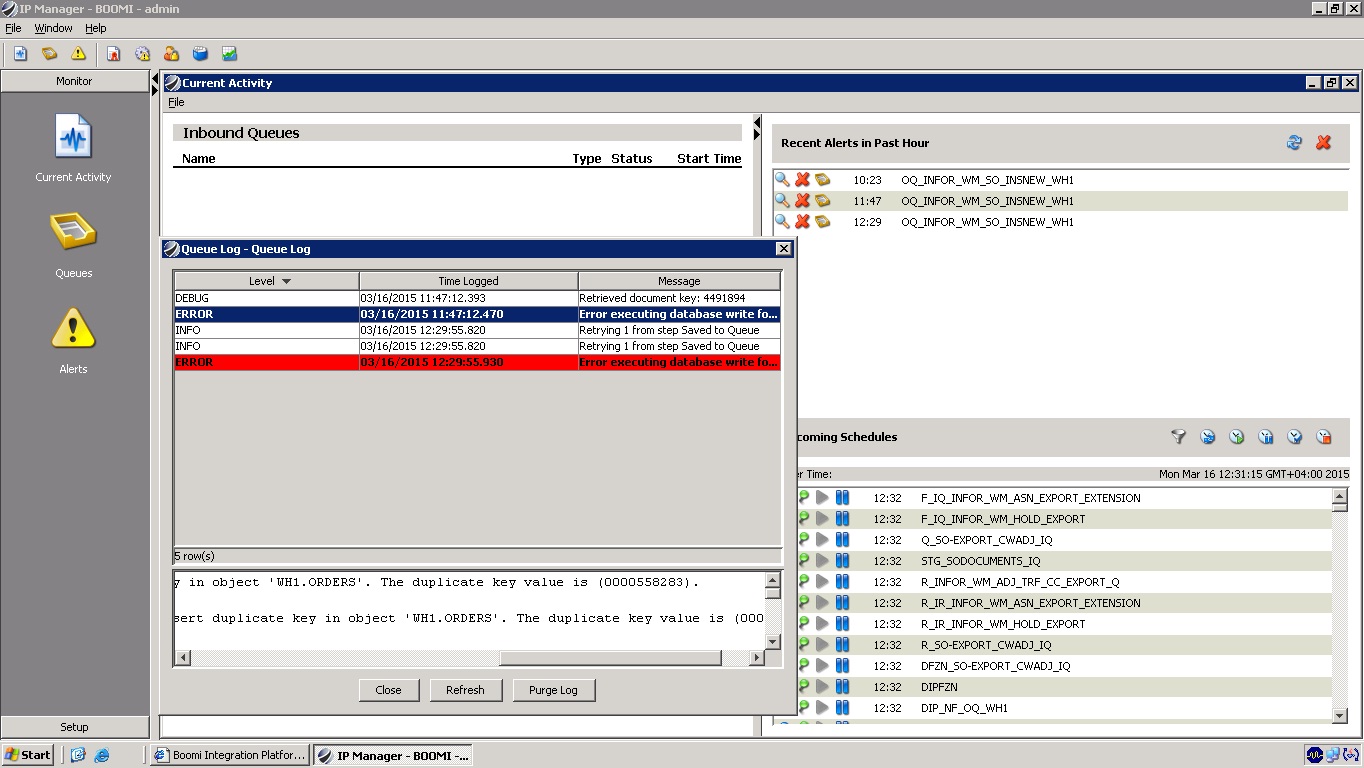 IP Manager - BOOMI - admin
File Window Help
Monitor
Current Activity
Queues
Alerts
Setup
Current Activity
File
Inbound Queues
Name Type Status Start Time
Recent Alerts in Past Hour
10:23 OQ_INFOR_WM_SO_INSNEW_WH1
11:47 OQ_INFOR_WM_SO_INSNEW_WH1
12:29 OQ_INFOR_WM_SO_INSNEW_WH1
Queue Log - Queue Log
Level Time Logged Message
DEBUG 03/16/2015 11:47:12.393 Retrieved document key: 4491894
ERROR 03/16/2015 11:47:12.470 Error executing database write fo...
INFO 03/16/2015 12:29:55.820 Retrying 1 from step Saved to Queue
INFO 03/16/2015 12:29:55.820 Retrying 1 from step Saved to Queue
ERROR 03/16/2015 12:29:55.930 Error executing database write fo...
5 row(s)
y in object 'WH1.ORDERS'. The duplicate key value is (0000558283).
sert duplicate key in object 'WH1.ORDERS'. The duplicate key value is (000
Close Refresh Purge Log
coming Schedules
er Time: Mon Mar 16 12:31:15 GMT+04:00 2015
12:32 F_IQ_INFOR_WM_ASN_EXPORT_EXTENSION
12:32 F_IQ_INFOR_WM_HOLD_EXPORT
12:32 Q_SO-EXPORT_CWADJ_IQ
12:32 STG_SODOCUMENTS_IQ
12:32 R_INFOR_WM_ADJ_TRF_CC_EXPORT_Q
12:32 R_IR_INFOR_WM_ASN_EXPORT_EXTENSION
12:32 R_IR_INFOR_WM_HOLD_EXPORT
12:32 R_SO-EXPORT_CWADJ_IQ
12:32 DFZN_SO-EXPORT_CWADJ_IQ
12:32 DIPFZN
12:32 DIP_NF_OQ_WH1
Start
Boomi Integration Platfor...
IP Manager - BOOMI -...